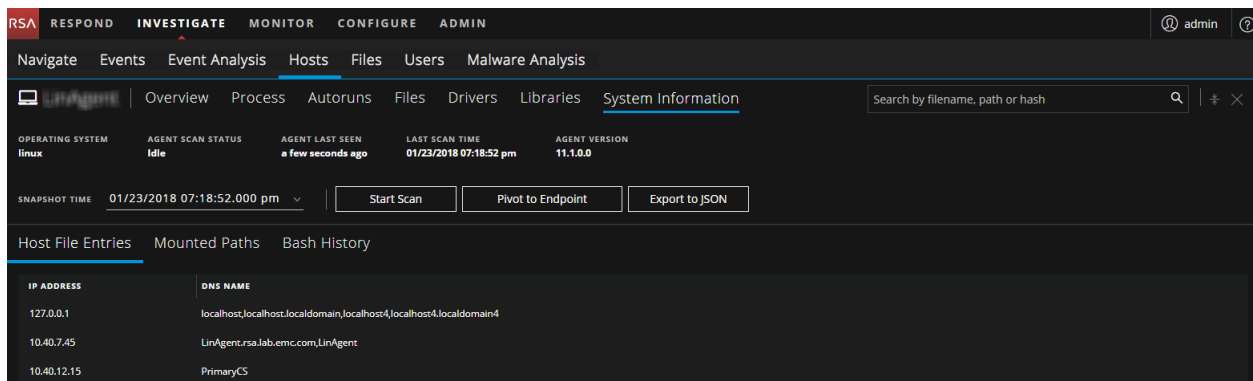 RSA RESPOND INVESTIGATE MONITOR CONFIGURE ADMIN admin ?
Navigate Events Event Analysis Hosts Files Users Malware Analysis
Overview Process Autoruns Files Drivers Libraries System Information Search by filename, path or hash
OPERATING SYSTEM AGENT SCAN STATUS AGENT LAST SEEN LAST SCAN TIME AGENT VERSION
linux Idle a few seconds ago 01/23/2018 07:18:52 pm 11.1.0.0
SNAPSHOT TIME 01/23/2018 07:18:52.000 pm Start Scan Pivot to Endpoint Export to JSON
Host File Entries Mounted Paths Bash History
IP ADDRESS DNS NAME
127.0.0.1 localhost,localhost.localdomain,localhost4,localhost4.localdomain4
10.40.7.45 LinAgent.rsa.lab.emc.com,LinAgent
10.40.12.15 PrimaryCS